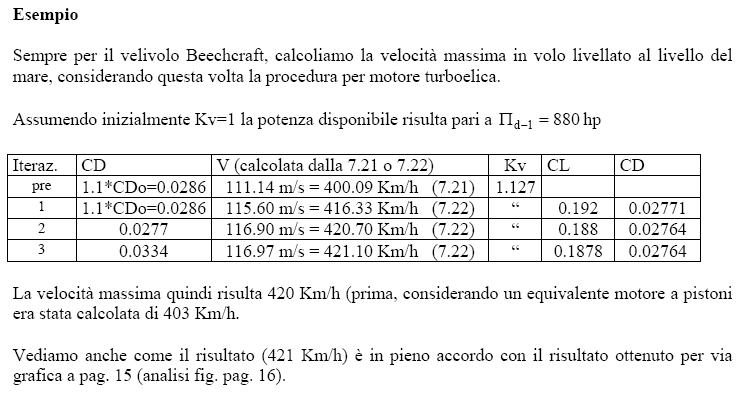 Esempio
Sempre per il velivolo Beechcraft, calcoliamo la velocità massima in volo livellato al livello del
mare, considerando questa volta la procedura per motore turboelica.
Assumendo inizialmente Kv=1 la potenza disponibile risulta pari a Πd−1 = 880 hp
Iteraz. CD V (calcolata dalla 7.21 o 7.22) Kv CL CD
pre 1.1*CDo=0.0286 111.14 m/s = 400.09 Km/h (7.21) 1.127
1 1.1*CDo=0.0286 115.60 m/s = 416.33 Km/h (7.22) “ 0.192 0.02771
2 0.0277 116.90 m/s = 420.70 Km/h (7.22) “ 0.188 0.02764
3 0.0334 116.97 m/s = 421.10 Km/h (7.22) “ 0.1878 0.02764
La velocità massima quindi risulta 420 Km/h (prima, considerando un equivalente motore a pistoni
era stata calcolata di 403 Km/h.
Vediamo anche come il risultato (421 Km/h) è in pieno accordo con il risultato ottenuto per via
grafica a pag. 15 (analisi fig. pag. 16).